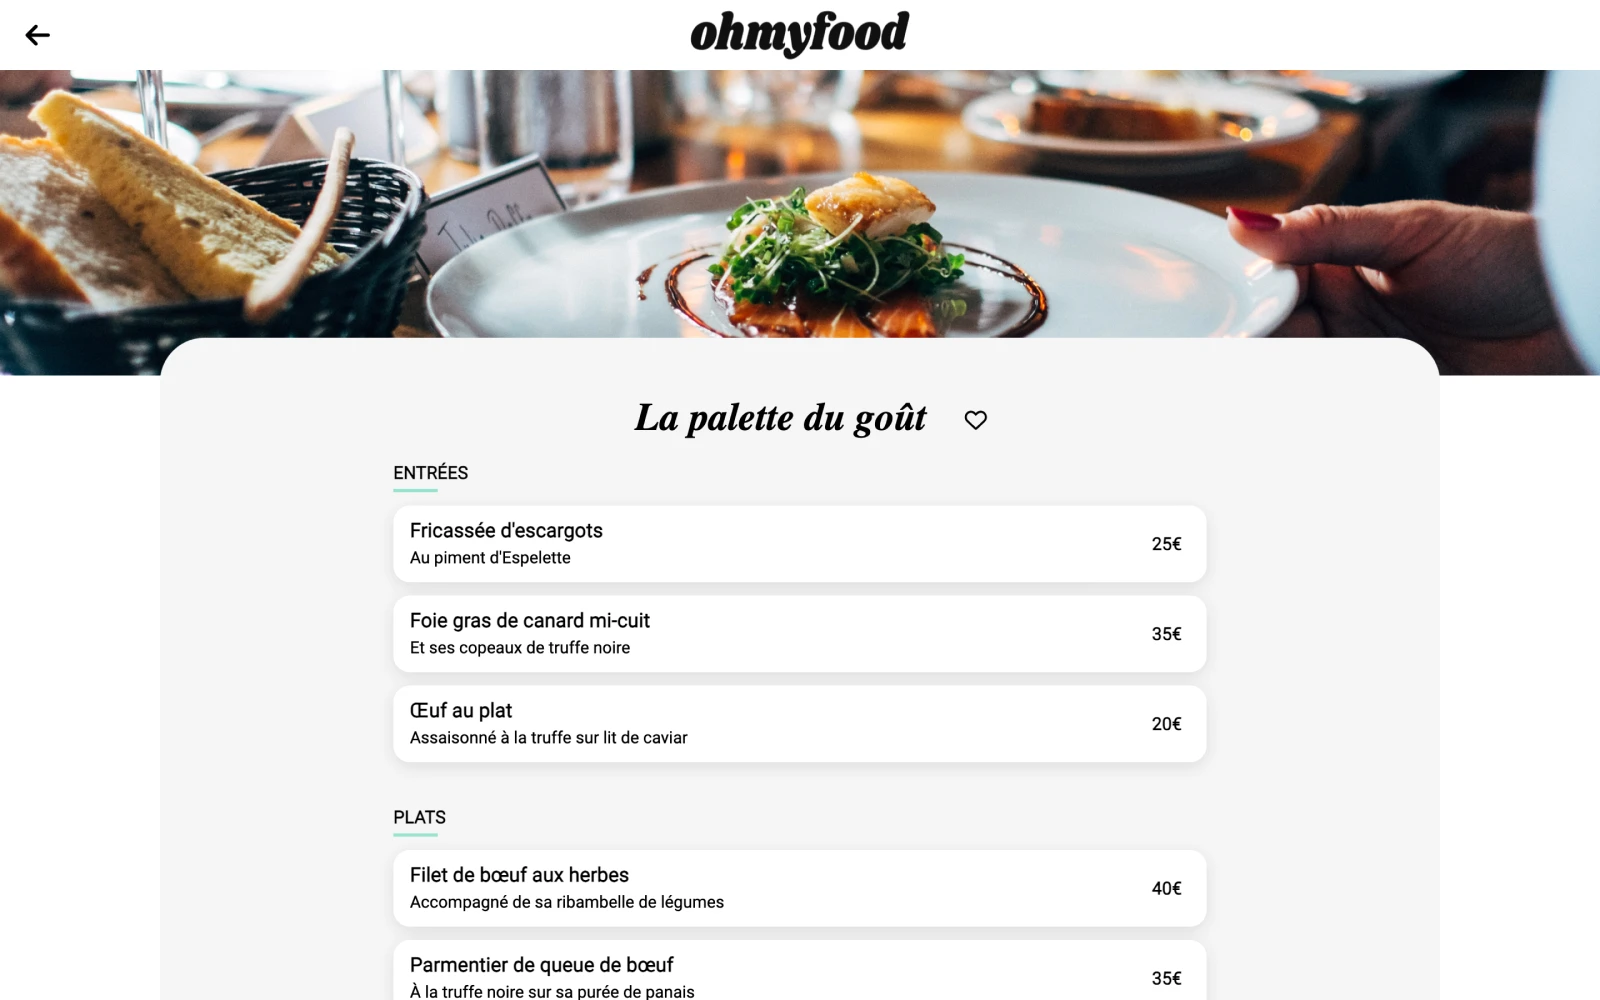 ohmyfood
La palette du goût
ENTRÉES
Fricassée d'escargots
Au piment d'Espelette
25€
Foie gras de canard mi-cuit
Et ses copeaux de truffe noire
35€
Œuf au plat
Assaisonné à la truffe sur lit de caviar
20€
PLATS
Filet de bœuf aux herbes
Accompagné de sa ribambelle de légumes
40€
Parmentier de queue de bœuf
À la truffe noire sur sa purée de panais
35€